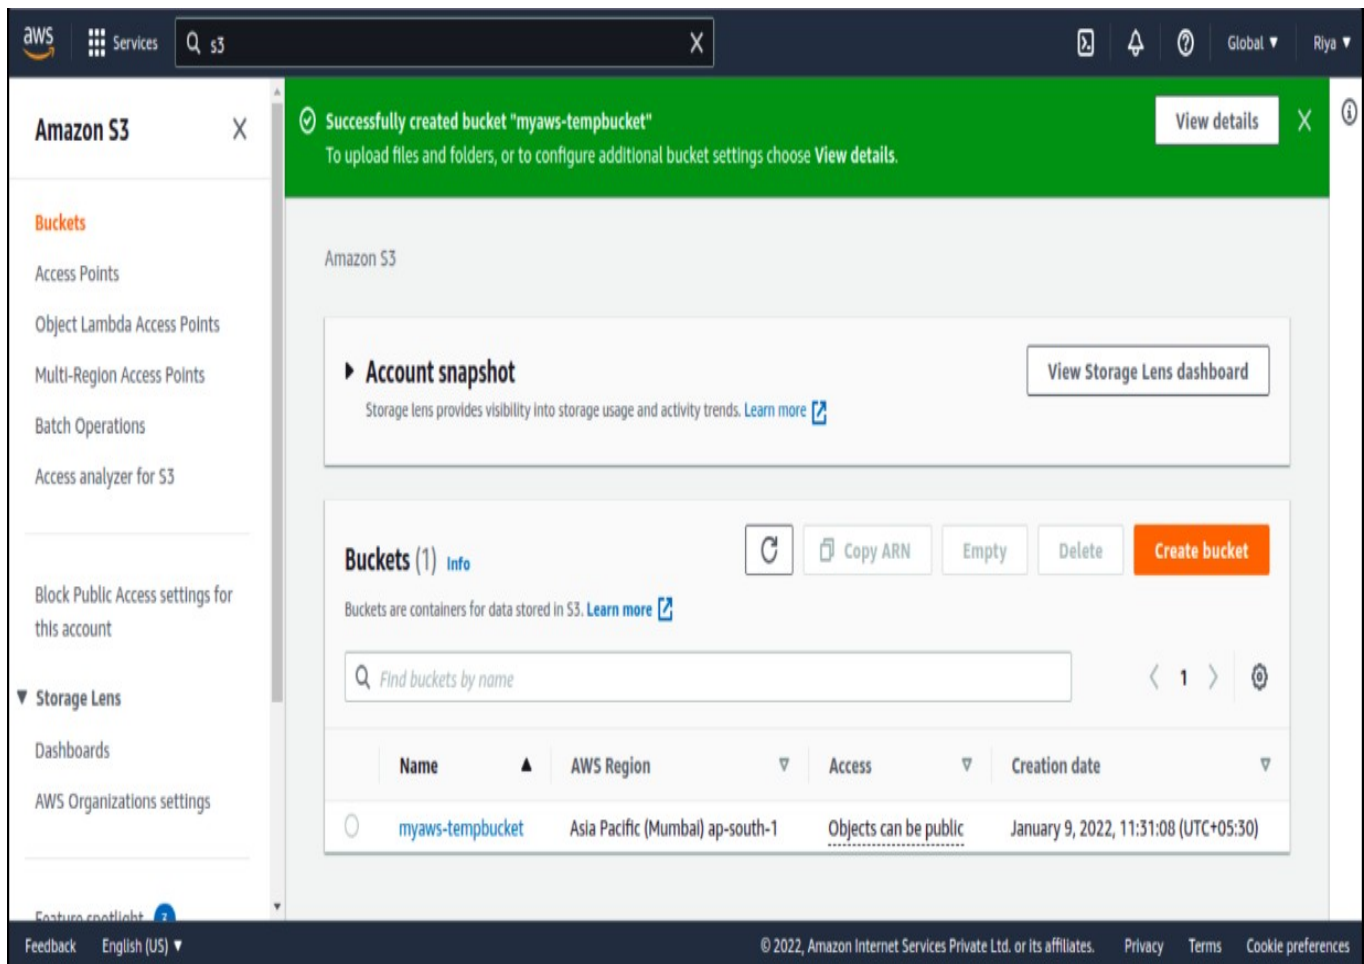 aws
Services
s3
Global ▼
Riya ▼
Amazon S3
Buckets
Access Points
Object Lambda Access Points
Multi-Region Access Points
Batch Operations
Access analyzer for S3
Block Public Access settings for
this account
▼ Storage Lens
Dashboards
AWS Organizations settings
Feature spotlight 3
Successfully created bucket "myaws-tempbucket"
To upload files and folders, or to configure additional bucket settings choose View details.
View details
Amazon S3
Account snapshot
Storage lens provides visibility into storage usage and activity trends. Learn more
View Storage Lens dashboard
Buckets (1) Info
Copy ARN
Empty
Delete
Create bucket
Buckets are containers for data stored in S3. Learn more
Find buckets by name
1
Name AWS Region Access Creation date
myaws-tempbucket Asia Pacific (Mumbai) ap-south-1 Objects can be public January 9, 2022, 11:31:08 (UTC+05:30)
Feedback English (US) ▼ © 2022, Amazon Internet Services Private Ltd. or its affiliates. Privacy Terms Cookie preferences